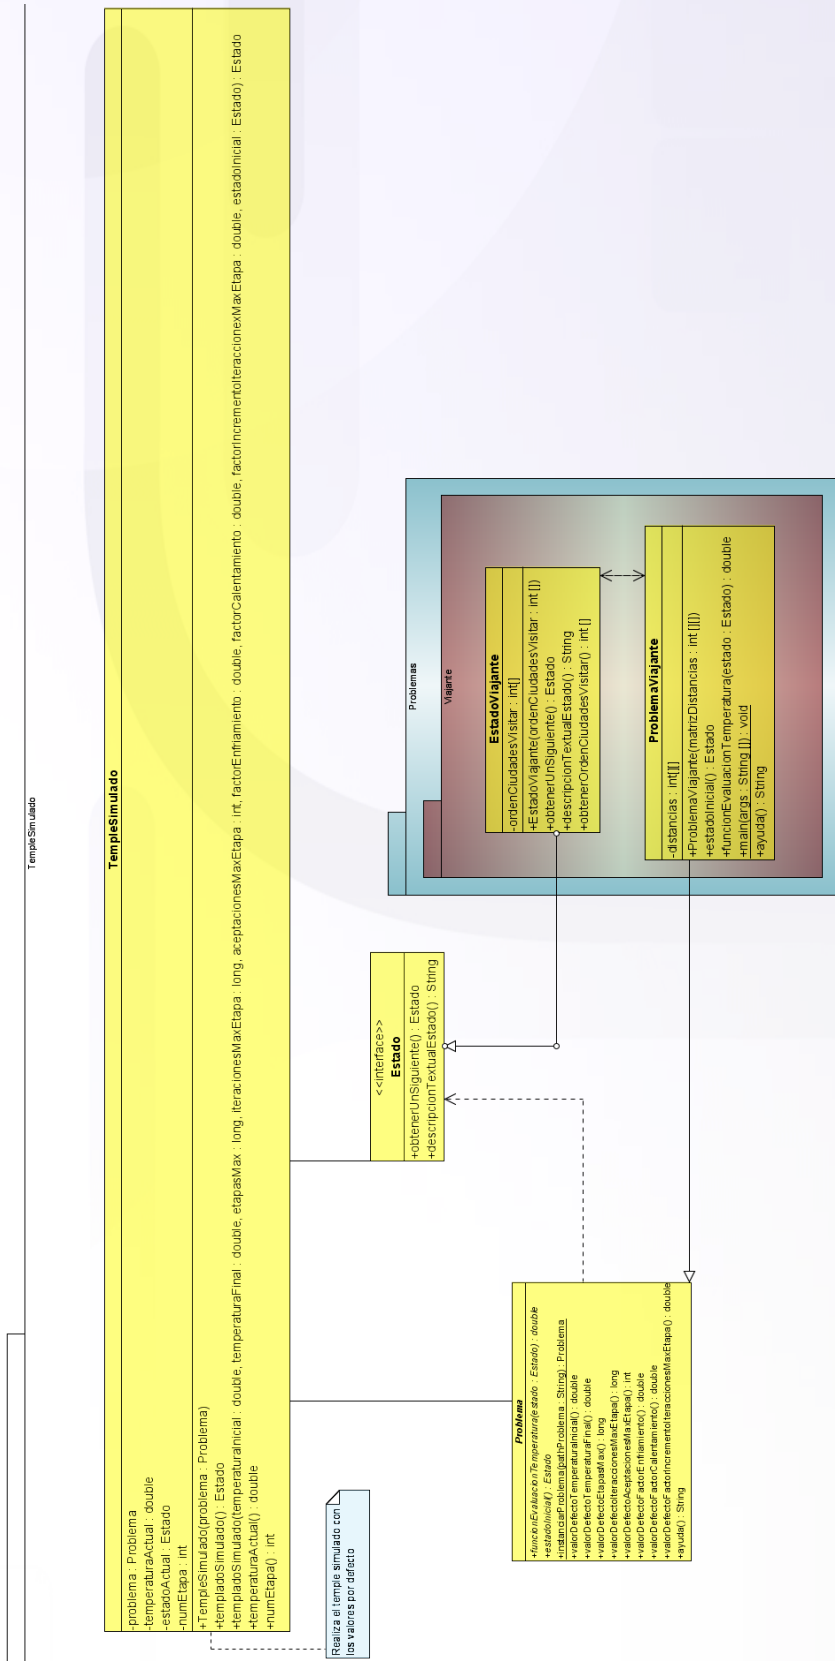 TempleSimulado
TempleSimulado
-problema : Problema
-temperaturaActual : double
-estadoActual : Estado
-numEtapa : int
+TempleSimulado(problema : Problema)
+templadoSimulado() : Estado
+templadoSimulado(temperaturaInicial : double, temperaturaFinal : double, etapasMax : long, iteracionesMaxEtapa : long, aceptacionesMaxEtapa : int, factorEnfriamiento : double, factorCalentamiento : double, factorIncrementoIteraccionexMaxEtapa : double, estadoInicial : Estado) : Estado
+temperaturaActual() : double
+numEtapa() : int
Realiza el temple simulado con
los valores por defecto
<<Interface>>
Estado
+obtenerUnSiguiente() : Estado
+descripcionTextualEstado() : String
Problemas
Viajante
EstadoViajante
-ordenCiudadesVisitar : int[]
+EstadoViajante(ordenCiudadesVisitar : int [])
+obtenerUnSiguiente() : Estado
+descripcionTextualEstado() : String
+obtenerOrdenCiudadesVisitar() : int []
ProblemaViajante
-distancias : int[][]
+ProblemaViajante(matrizDistancias : int [][])
+estadoInicial() : Estado
+funcionEvaluacionTemperatura(estado : Estado) : double
+main(args : String []) : void
+ayuda() : String
Problema
+funcionEvaluacionTemperatura(estado : Estado) : double
+estadoInicial() : Estado
+instanciarProblema(pathProblema : String) : Problema
+valorDefectoTemperaturaInicial() : double
+valorDefectoTemperaturaFinal() : double
+valorDefectoEtapasMax() : long
+valorDefectoIteraccionesMaxEtapa() : long
+valorDefectoAceptacionesMaxEtapa() : int
+valorDefectoFactorEnfriamiento() : double
+valorDefectoFactorCalentamiento() : double
+valorDefectoFactorIncrementoIteraccionesMaxEtapa() : double
+ayuda() : String